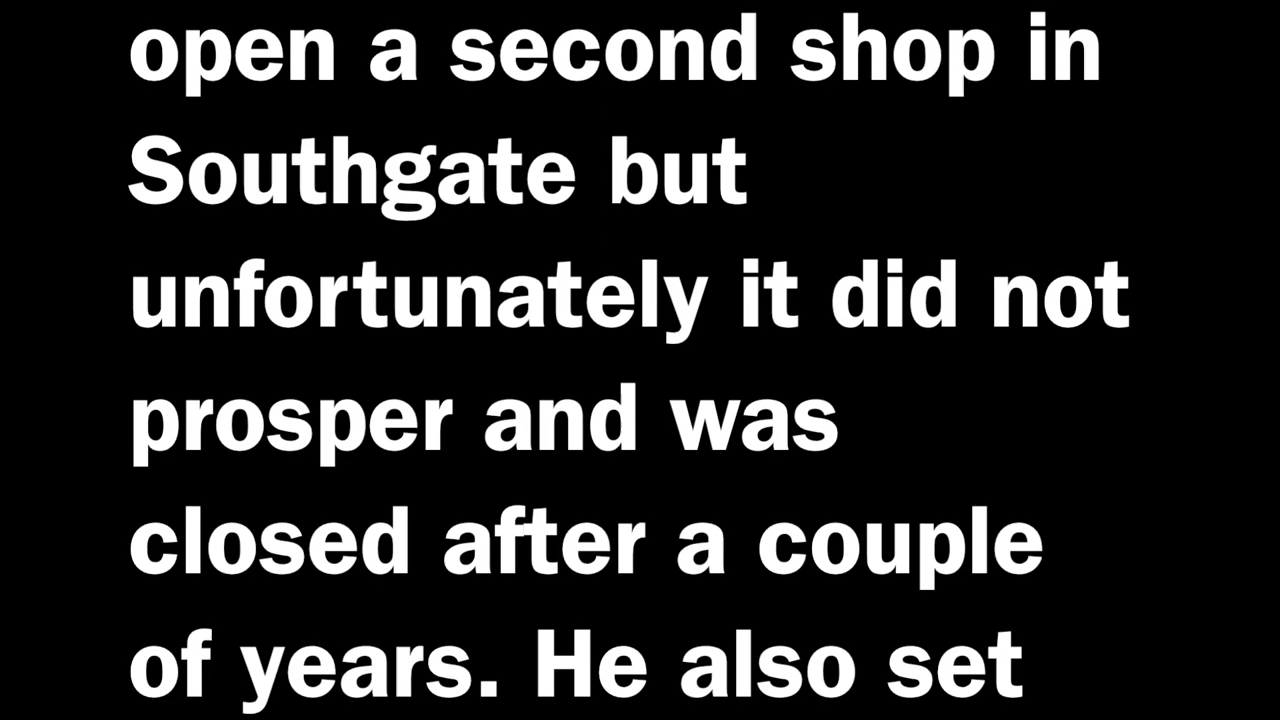 open a second shop in
Southgate but
unfortunately it did not
prosper and was
closed after a couple
of years. He also set